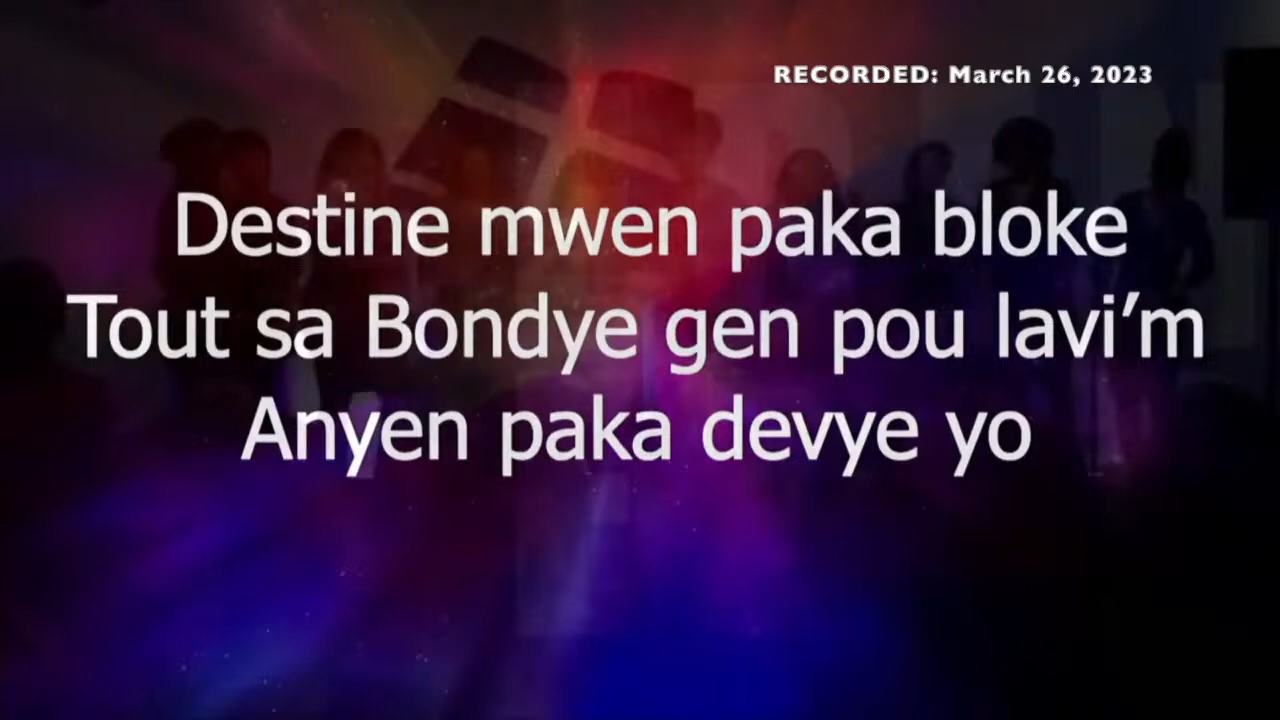 RECORDED: March 26, 2023
Destine mwen paka bloke
Tout sa Bondye gen pou lavi’m
Anyen paka devye yo